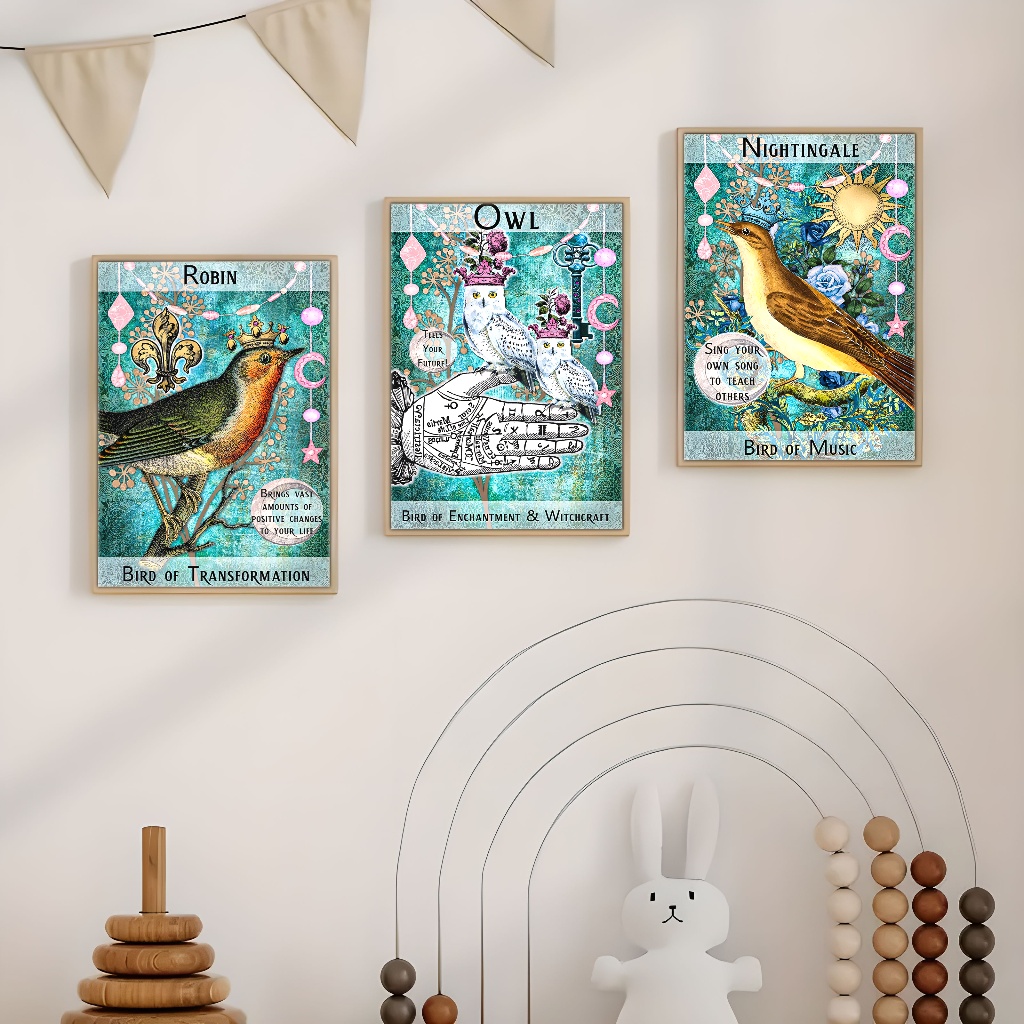 Robin
Brings vast
amounts of
positive changes
to your life
Bird of Transformation
Owl
Tells
Your
Future!
Bird of Enchantment & Witchcraft
Nightingale
Sing your
own song
to teach
others
Bird of Music